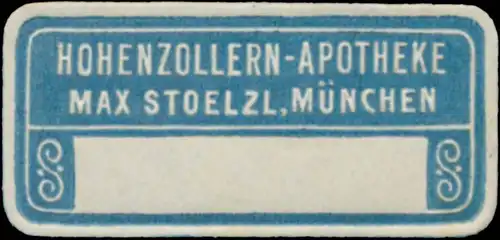 HOHENZOLLERN-APOTHEKE
MAX STOELZL, MÜNCHEN